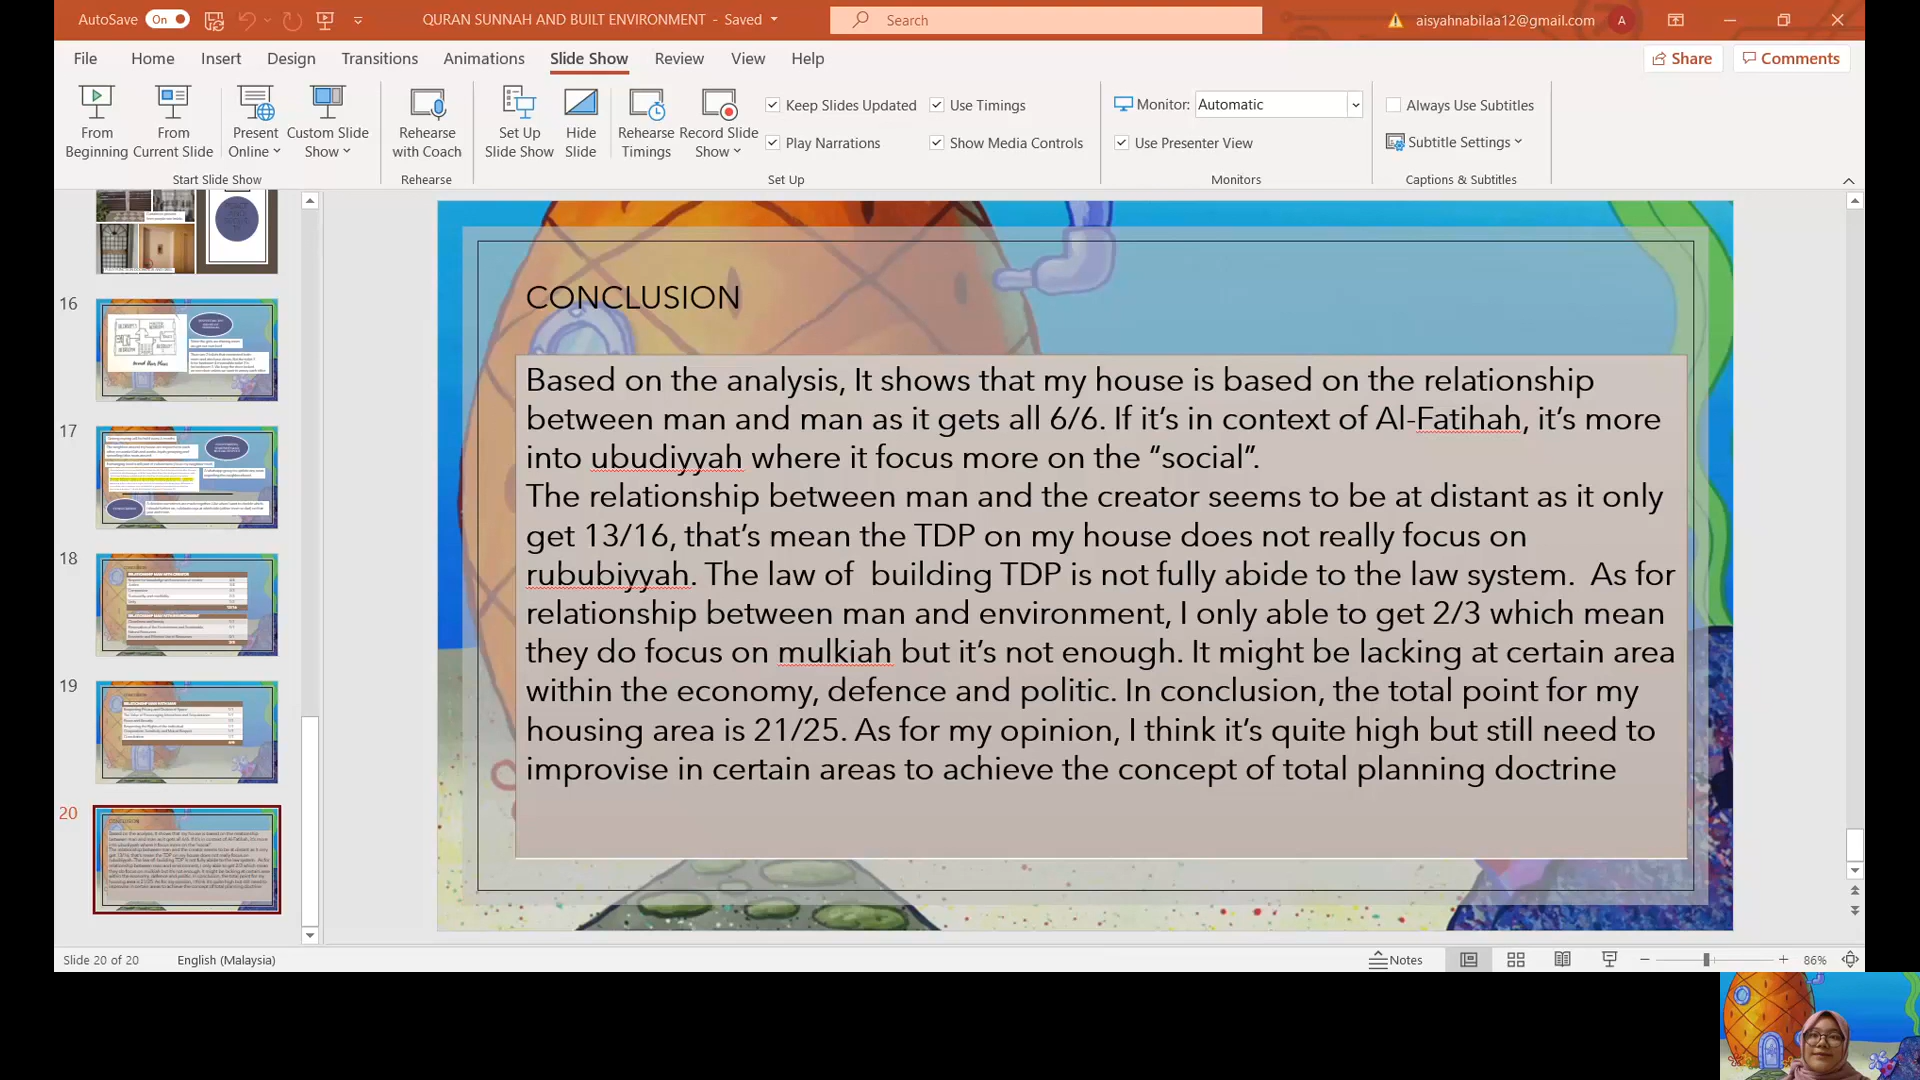 AutoSave On QURAN SUNNAH AND BUILT ENVIRONMENT - Saved Search aisyahnabilaa12@gmail.com A
File Home Insert Design Transitions Animations Slide Show Review View Help Share Comments
From Beginning
From Current Slide
Present Online
Custom Slide Show
Rehearse with Coach
Set Up Slide Show
Hide Slide
Rehearse Timings
Record Slide Show
Keep Slides Updated
Play Narrations
Use Timings
Show Media Controls
Monitor: Automatic
Use Presenter View
Always Use Subtitles
Subtitle Settings
Start Slide Show Rehearse Set Up Monitors Captions & Subtitles
16
17
18
19
20
CONCLUSION
Based on the analysis, It shows that my house is based on the relationship
between man and man as it gets all 6/6. If it’s in context of Al-Fatihah, it’s more
into ubudiyyah where it focus more on the “social”.
The relationship between man and the creator seems to be at distant as it only
get 13/16, that’s mean the TDP on my house does not really focus on
rububiyyah. The law of  building TDP is not fully abide to the law system.  As for
relationship between man and environment, I only able to get 2/3 which mean
they do focus on mulkiah but it’s not enough. It might be lacking at certain area
within the economy, defence and politic. In conclusion, the total point for my
housing area is 21/25. As for my opinion, I think it’s quite high but still need to
improvise in certain areas to achieve the concept of total planning doctrine
Slide 20 of 20 English (Malaysia) Notes 86%